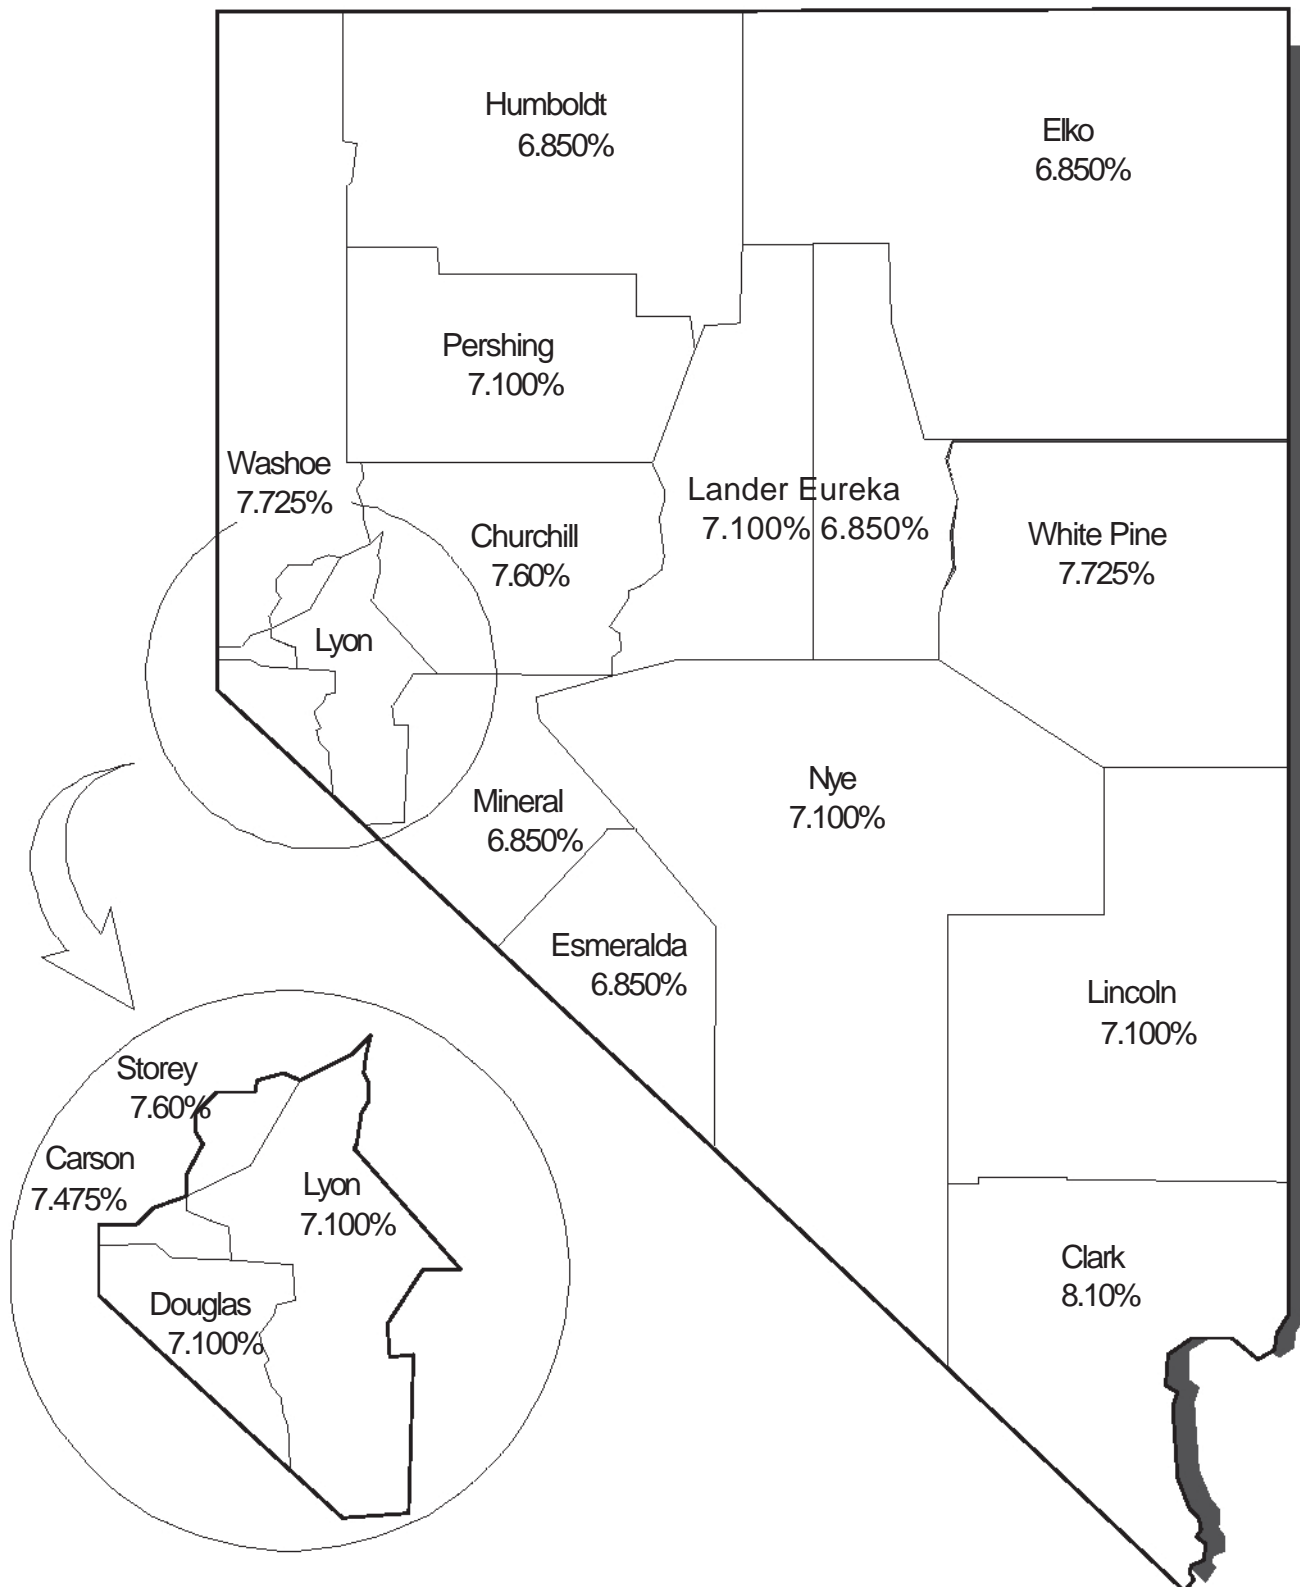 Humboldt
6.850%
Elko
6.850%
Pershing
7.100%
Washoe
7.725%
Churchill
7.60%
Lander Eureka
7.100% 6.850%
White Pine
7.725%
Lyon
Nye
7.100%
Mineral
6.850%
Esmeralda
6.850%
Lincoln
7.100%
Storey
7.60%
Carson
7.475%
Lyon
7.100%
Douglas
7.100%
Clark
8.10%